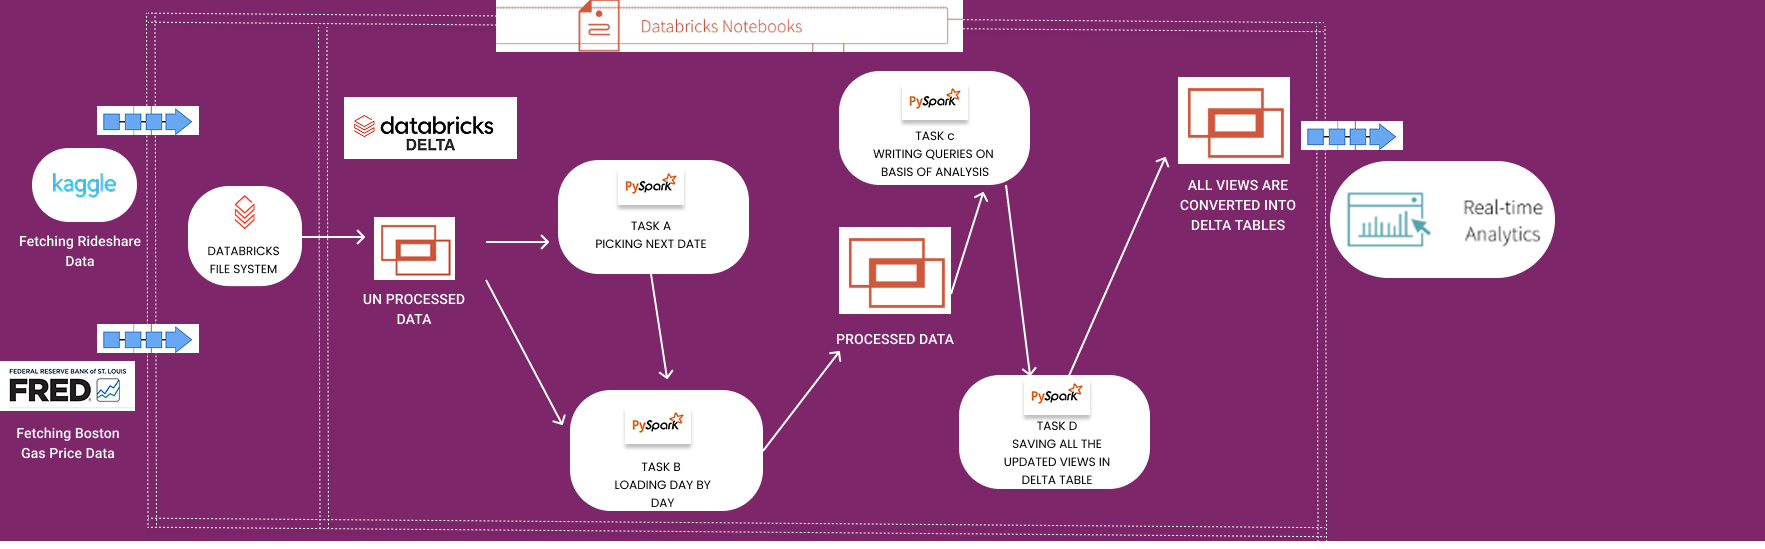 Databricks Notebooks
kaggle
Fetching Rideshare
Data
FEDERAL RESERVE BANK of ST. LOUIS
FRED
Fetching Boston
Gas Price Data
DATABRICKS
FILE SYSTEM
databricks
DELTA
UN PROCESSED
DATA
PySpark
TASK A
PICKING NEXT DATE
PySpark
TASK B
LOADING DAY BY
DAY
PROCESSED DATA
PySpark
TASK c
WRITING QUERIES ON
BASIS OF ANALYSIS
PySpark
TASK D
SAVING ALL THE
UPDATED VIEWS IN
DELTA TABLE
ALL VIEWS ARE
CONVERTED INTO
DELTA TABLES
Real-time
Analytics